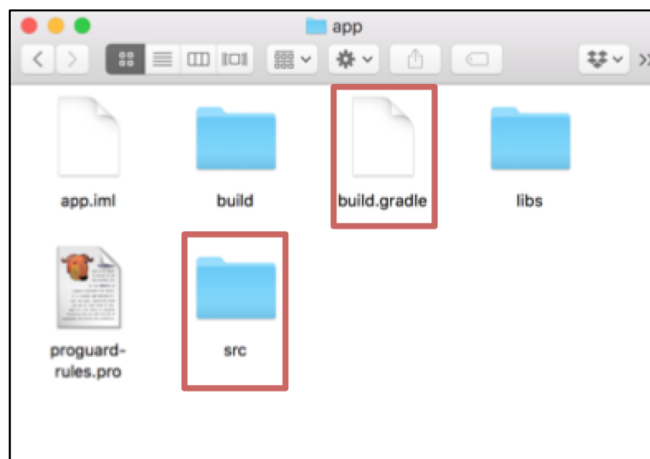 app
app.iml
build
build.gradle
libs
proguard-
rules.pro
src